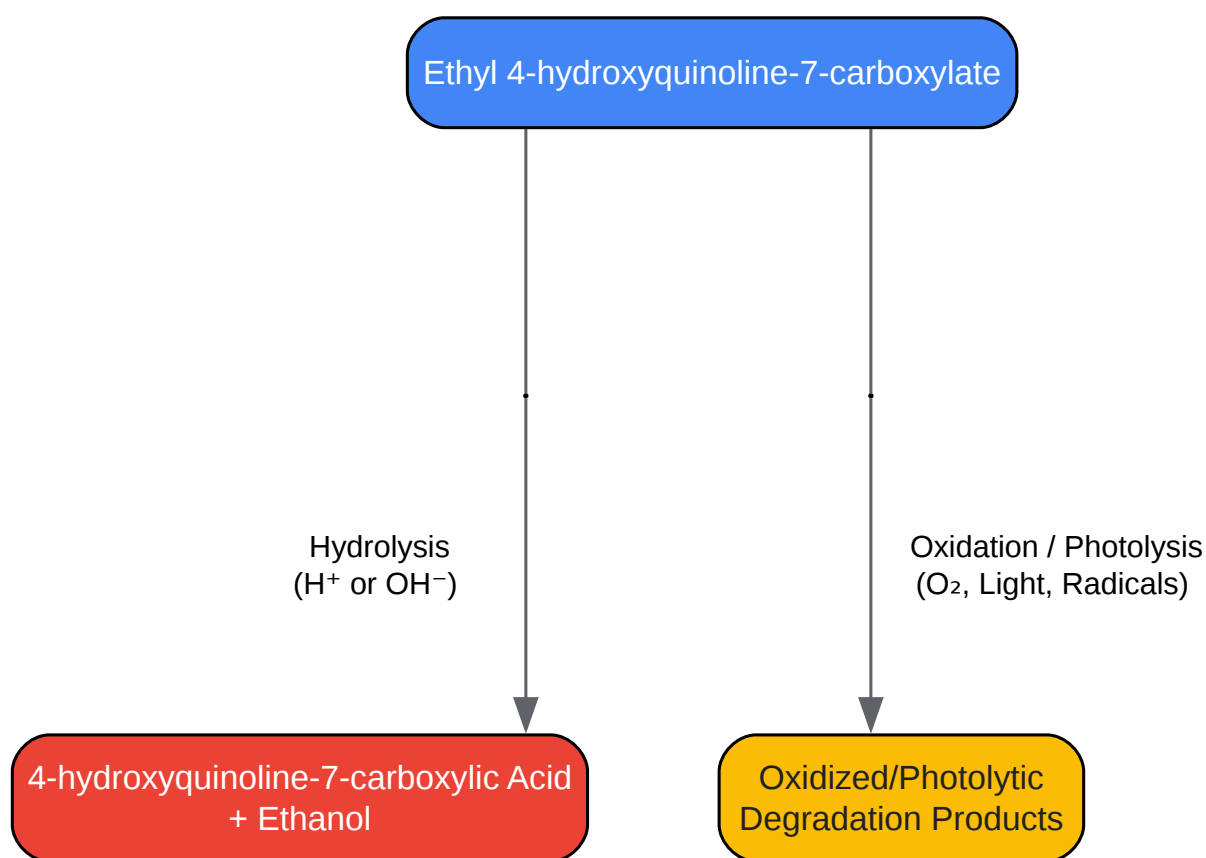 Ethyl 4-hydroxyquinoline-7-carboxylate
Hydrolysis
(H⁺ or OH⁻)
Oxidation / Photolysis
(O₂, Light, Radicals)
4-hydroxyquinoline-7-carboxylic Acid
+ Ethanol
Oxidized/Photolytic
Degradation Products